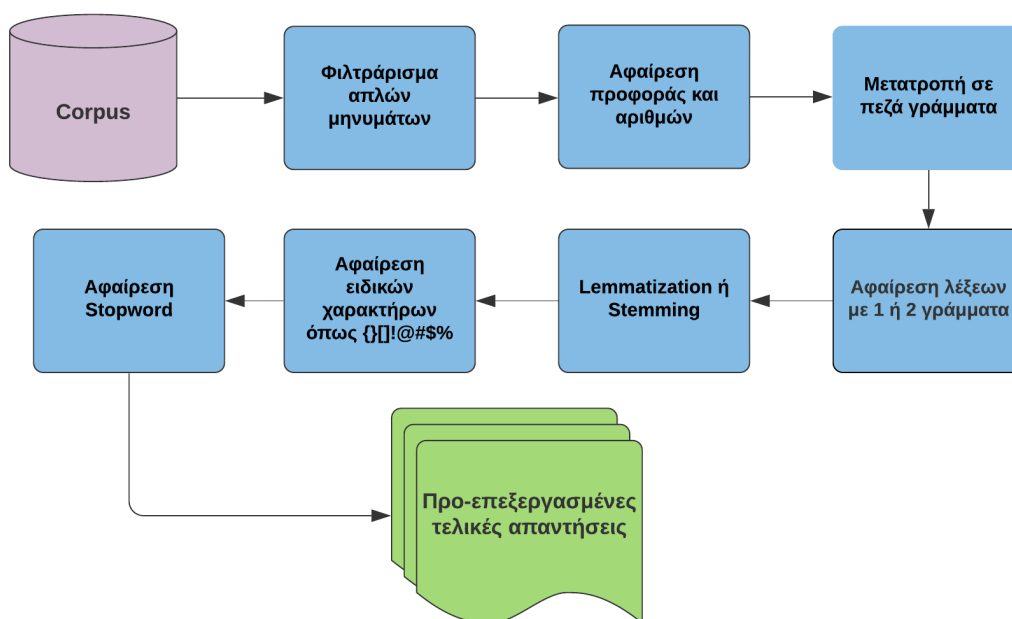 Corpus
Φιλτράρισμα
απλών
μηνυμάτων
Αφαίρεση
προφοράς και
αριθμών
Μετατροπή σε
πεζά γράμματα
Αφαίρεση λέξεων
με 1 ή 2 γράμματα
Lemmatization ή
Stemming
Αφαίρεση
ειδικών
χαρακτήρων
όπως {}[]!@#$%
Αφαίρεση
Stopword
Προ-επεξεργασμένες
τελικές απαντήσεις